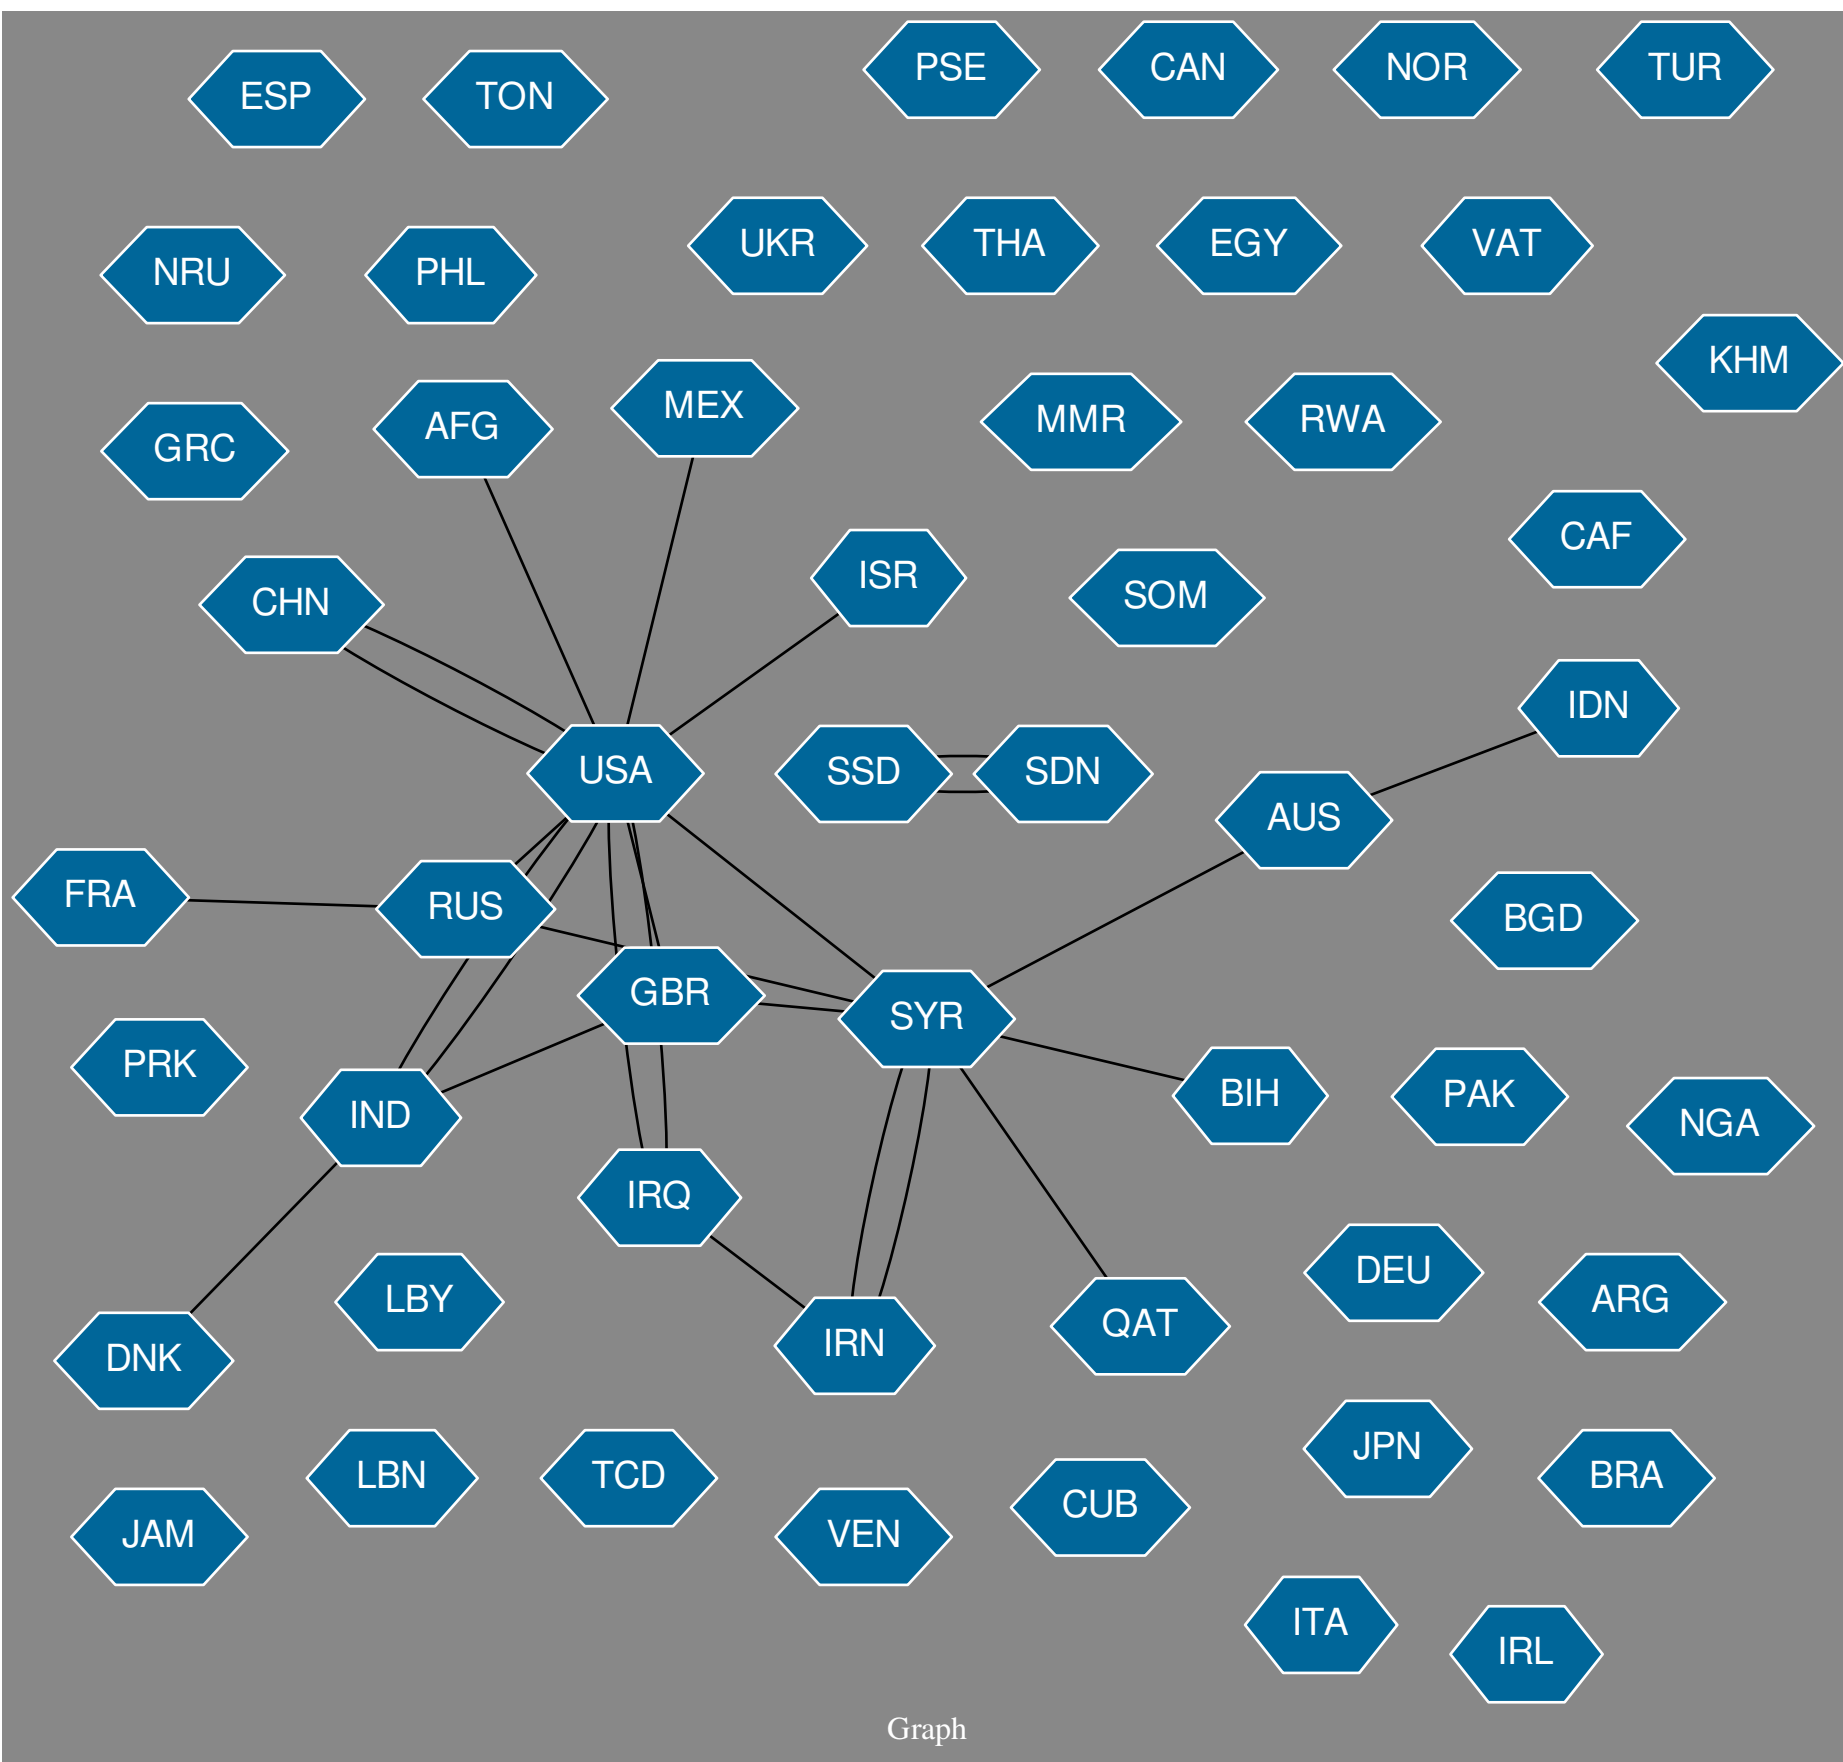 PSE CAN NOR TUR
ESP TON
UKR THA EGY VAT
NRU PHL
KHM
MEX MMR RWA
GRC AFG
CAF
CHN ISR SOM
IDN
USA SSD SDN
AUS
FRA RUS BGD
GBR SYR
PRK IND BIH PAK NGA
IRQ
LBY DEU ARG
DNK IRN QAT
JPN
LBN TCD BRA
JAM VEN CUB
ITA
IRL
Graph